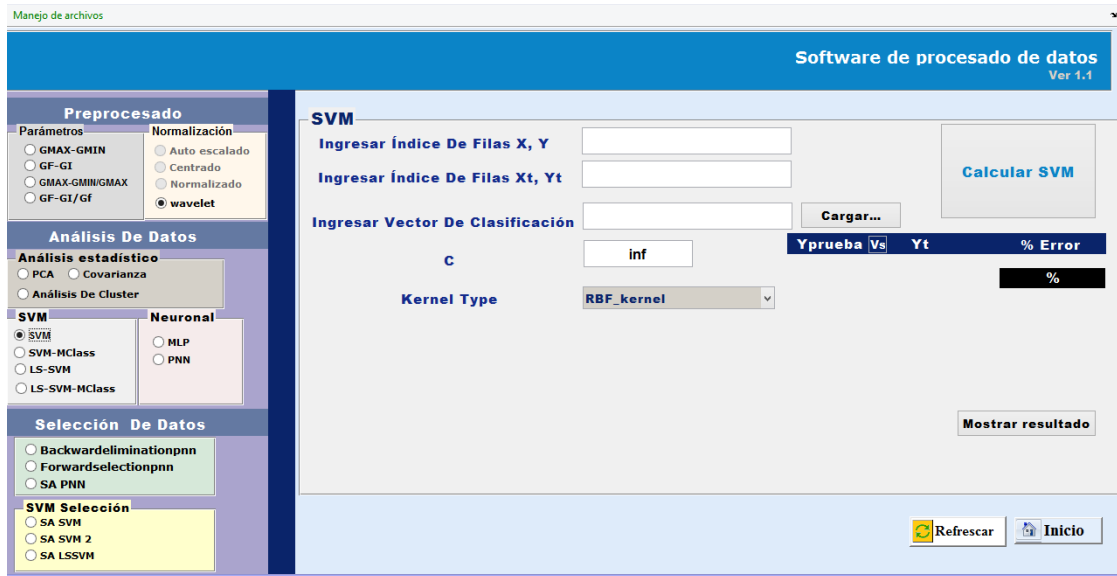 Manejo de archivos
Software de procesado de datos
Ver 1.1
Preprocesado
Parámetros
GMAX-GMIN
GF-GI
GMAX-GMIN/GMAX
GF-GI/Gf
Normalización
Auto escalado
Centrado
Normalizado
wavelet
Análisis De Datos
Análisis estadístico
PCA Covarianza
Análisis De Cluster
SVM
SVM
SVM-MClass
LS-SVM
LS-SVM-MClass
Neuronal
MLP
PNN
Selección De Datos
Backwardeliminationpnn
Forwardselectionpnn
SA PNN
SVM Selección
SA SVM
SA SVM 2
SA LSSVM
SVM
Ingresar Índice De Filas X, Y
Ingresar Índice De Filas Xt, Yt
Ingresar Vector De Clasificación
Cargar...
C
inf
Kernel Type
RBF_kernel
Calcular SVM
Yprueba Vs Yt % Error
%
Mostrar resultado
Refrescar
Inicio